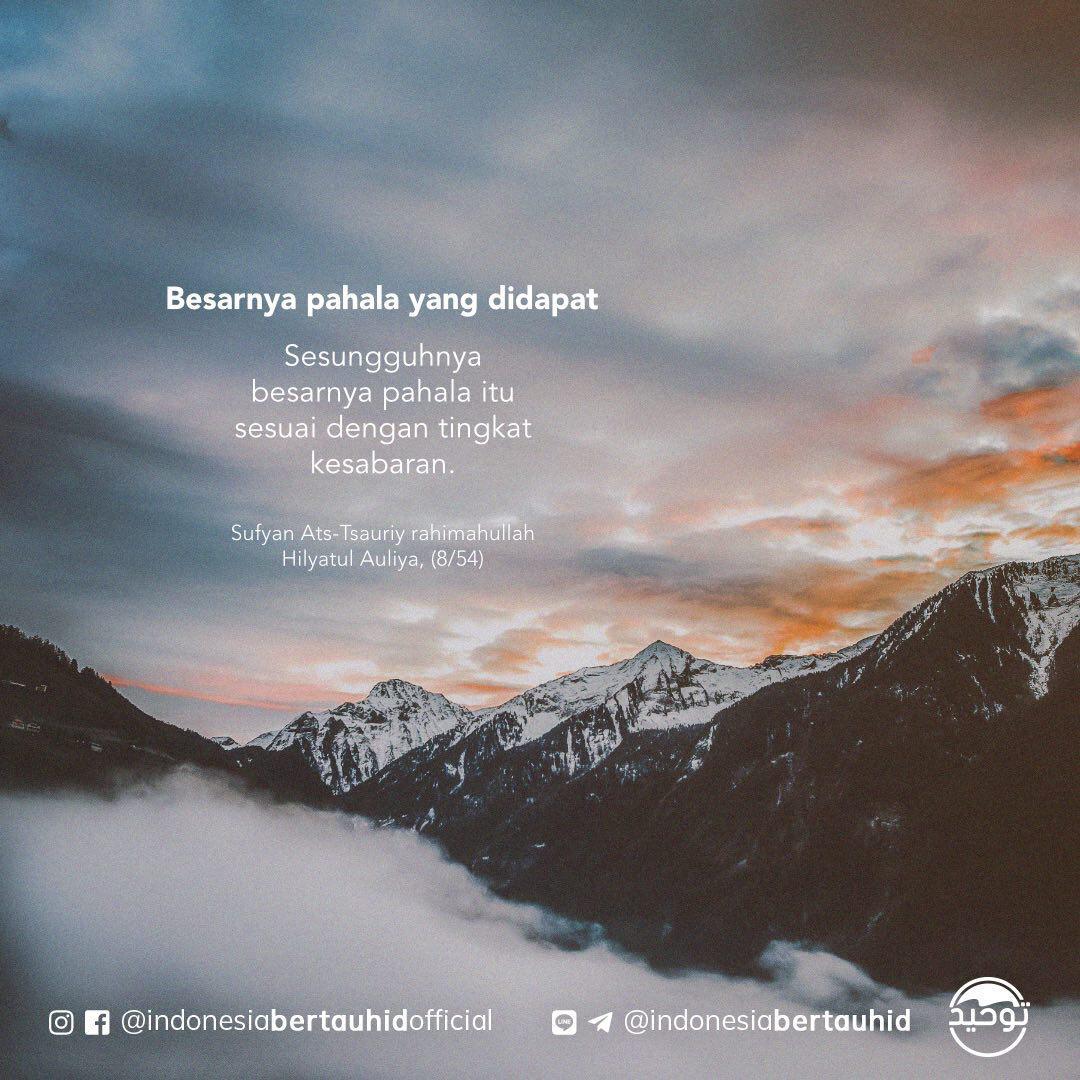 Besarnya pahala yang didapat
Sesungguhnya
besarnya pahala itu
sesuai dengan tingkat
kesabaran.
Sufyan Ats-Tsauriy rahimahullah
Hilyatul Auliya, (8/54)
@indonesiabertauhidofficial
LINE
@indonesiabertauhid
توحيد